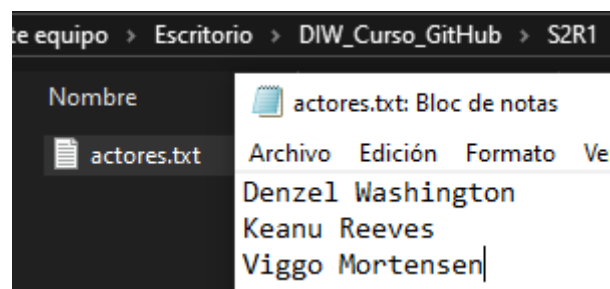 te equipo > Escritorio > DIW_Curso_GitHub > S2R1
Nombre
actores.txt
actores.txt: Bloc de notas
Archivo Edición Formato Ve
Denzel Washington
Keanu Reeves
Viggo Mortensen